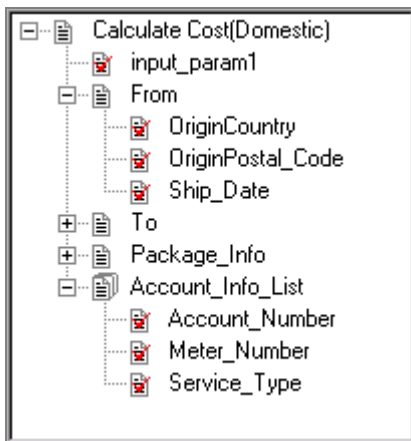 Calculate Cost(Domestic)
input_param1
From
OriginCountry
OriginPostal_Code
Ship_Date
To
Package_Info
Account_Info_List
Account_Number
Meter_Number
Service_Type